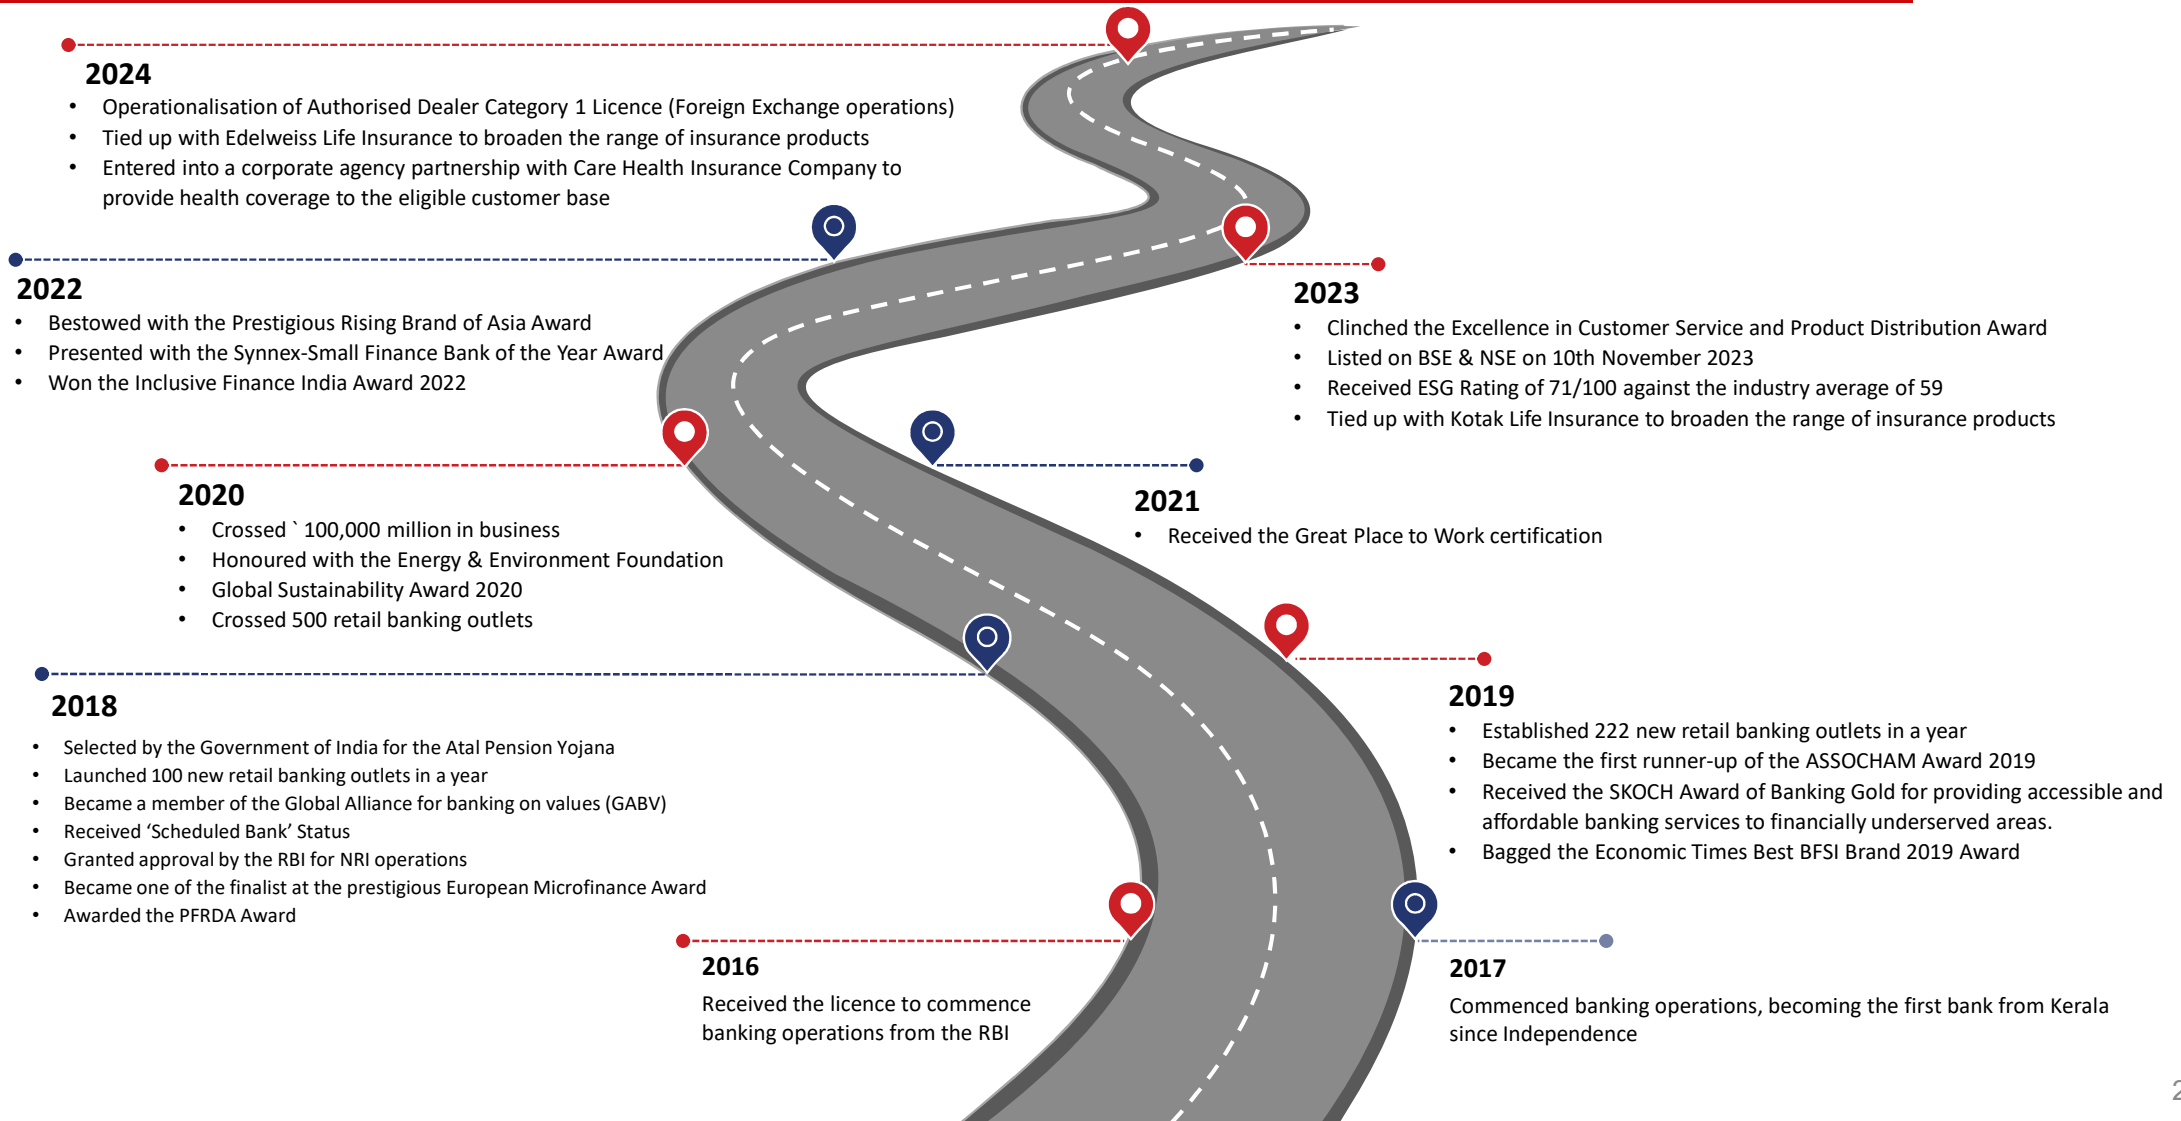 2024
• Operationalisation of Authorised Dealer Category 1 Licence (Foreign Exchange operations)
• Tied up with Edelweiss Life Insurance to broaden the range of insurance products
• Entered into a corporate agency partnership with Care Health Insurance Company to
provide health coverage to the eligible customer base
2022
• Bestowed with the Prestigious Rising Brand of Asia Award
• Presented with the Synnex-Small Finance Bank of the Year Award
• Won the Inclusive Finance India Award 2022
2023
• Clinched the Excellence in Customer Service and Product Distribution Award
• Listed on BSE & NSE on 10th November 2023
• Received ESG Rating of 71/100 against the industry average of 59
• Tied up with Kotak Life Insurance to broaden the range of insurance products
2020
• Crossed ` 100,000 million in business
• Honoured with the Energy & Environment Foundation
• Global Sustainability Award 2020
• Crossed 500 retail banking outlets
2021
• Received the Great Place to Work certification
2018
• Selected by the Government of India for the Atal Pension Yojana
• Launched 100 new retail banking outlets in a year
• Became a member of the Global Alliance for banking on values (GABV)
• Received ‘Scheduled Bank’ Status
• Granted approval by the RBI for NRI operations
• Became one of the finalist at the prestigious European Microfinance Award
• Awarded the PFRDA Award
2019
• Established 222 new retail banking outlets in a year
• Became the first runner-up of the ASSOCHAM Award 2019
• Received the SKOCH Award of Banking Gold for providing accessible and
affordable banking services to financially underserved areas.
• Bagged the Economic Times Best BFSI Brand 2019 Award
2016
Received the licence to commence
banking operations from the RBI
2017
Commenced banking operations, becoming the first bank from Kerala
since Independence